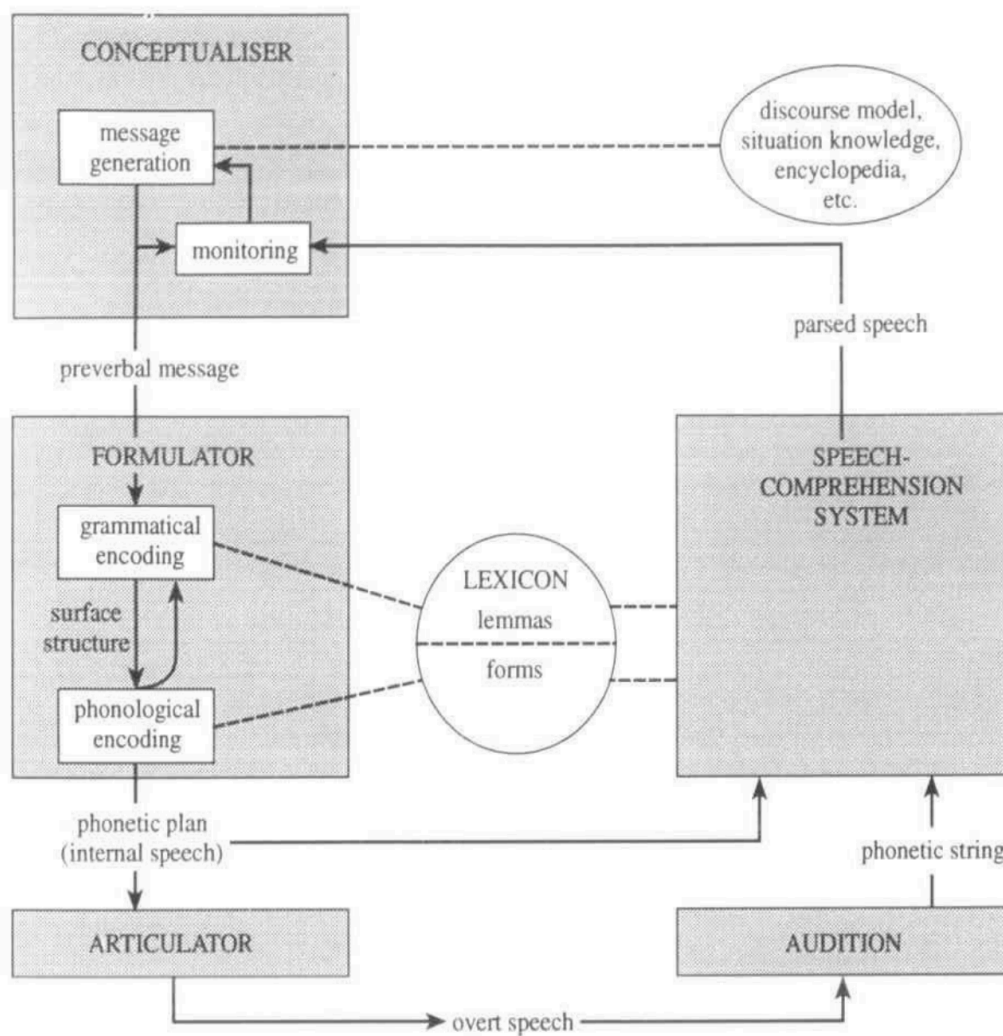 CONCEPTUALISER
message
generation
monitoring
discourse model,
situation knowledge,
encyclopedia,
etc.
parsed speech
preverbal message
FORMULATOR
grammatical
encoding
surface
structure
phonological
encoding
LEXICON
lemmas
forms
SPEECH-
COMPREHENSION
SYSTEM
phonetic plan
(internal speech)
phonetic string
ARTICULATOR
AUDITION
overt speech